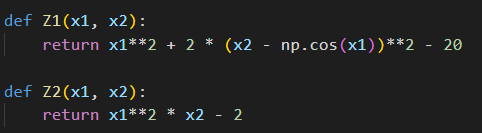 def Z1(x1, x2):
    return x1**2 + 2 * (x2 - np.cos(x1))**2 - 20
def Z2(x1, x2):
    return x1**2 * x2 - 2